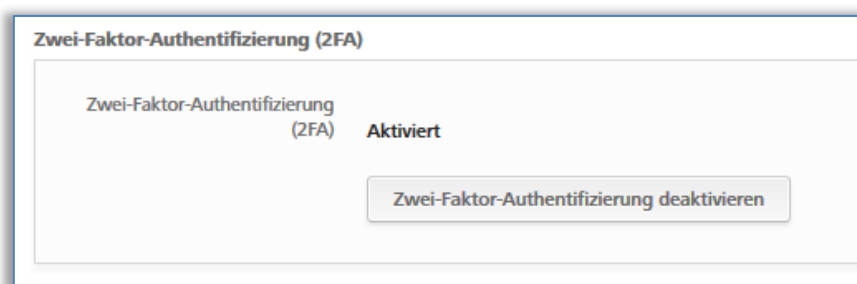 Zwei-Faktor-Authentifizierung (2FA)
Zwei-Faktor-Authentifizierung
(2FA)
Aktiviert
Zwei-Faktor-Authentifizierung deaktivieren